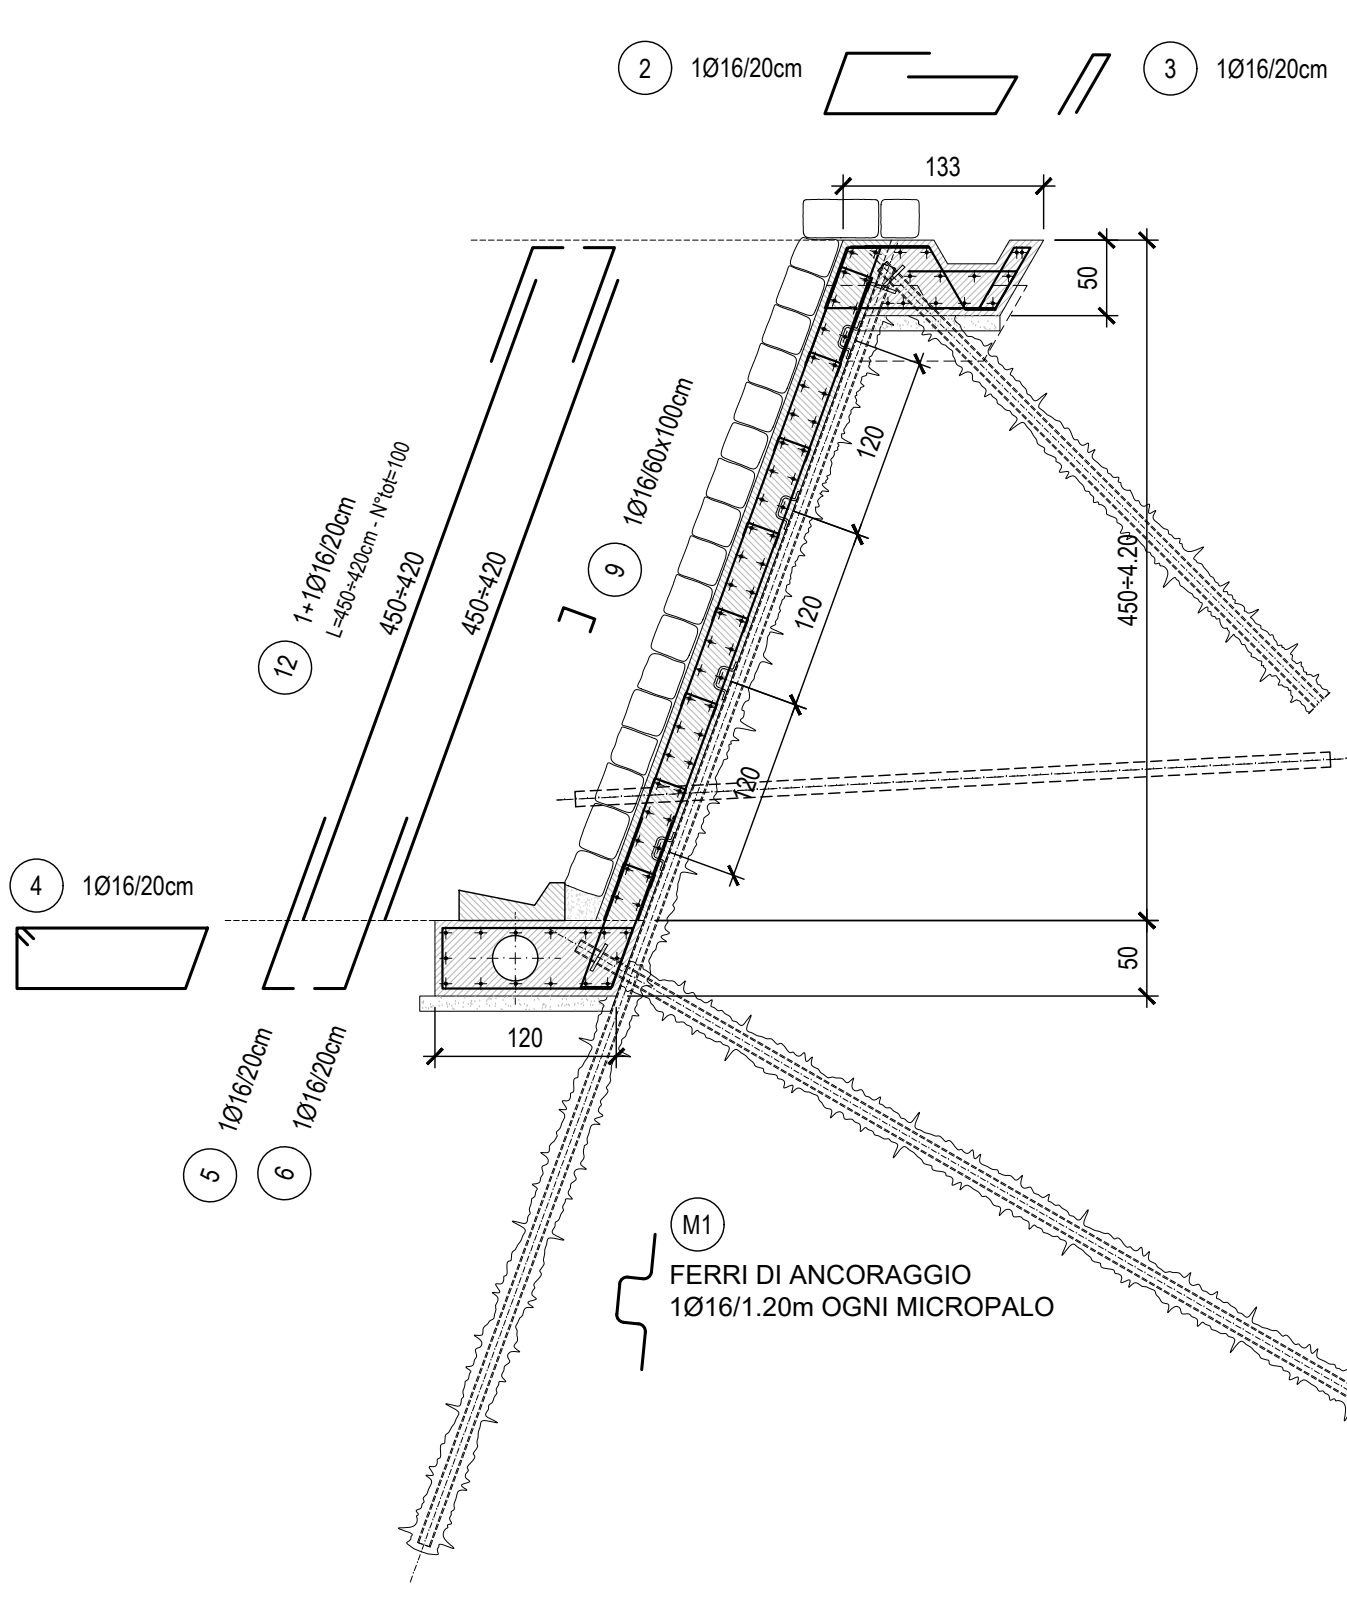 2 1Ø16/20cm
3 1Ø16/20cm
133
50
120
120
120
450÷4.20
9 1Ø16/60x100cm
12 1+1Ø16/20cm
L=450÷420cm - N°tot=100
450÷420
450÷420
4 1Ø16/20cm
50
120
5 1Ø16/20cm
6 1Ø16/20cm
M1
FERRI DI ANCORAGGIO
1Ø16/1.20m OGNI MICROPALO